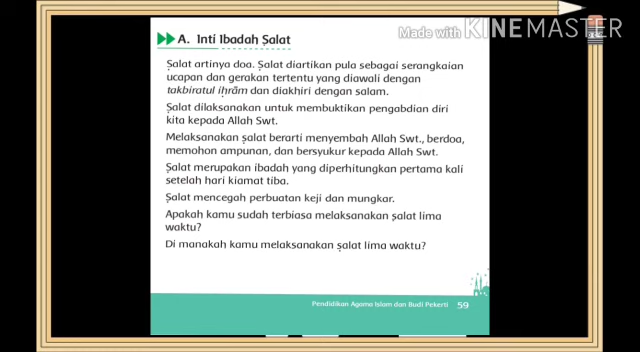 Made with KINEMASTER
A. Inti Ibadah Ṣalat
Ṣalat artinya doa. Ṣalat diartikan pula sebagai serangkaian
ucapan dan gerakan tertentu yang diawali dengan
takbiratul iḥrām dan diakhiri dengan salam.
Ṣalat dilaksanakan untuk membuktikan pengabdian diri
kita kepada Allah Swt.
Melaksanakan ṣalat berarti menyembah Allah Swt., berdoa,
memohon ampunan, dan bersyukur kepada Allah Swt.
Ṣalat merupakan ibadah yang diperhitungkan pertama kali
setelah hari kiamat tiba.
Ṣalat mencegah perbuatan keji dan mungkar.
Apakah kamu sudah terbiasa melaksanakan ṣalat lima
waktu?
Di manakah kamu melaksanakan ṣalat lima waktu?
Pendidikan Agama Islam dan Budi Pekerti 59